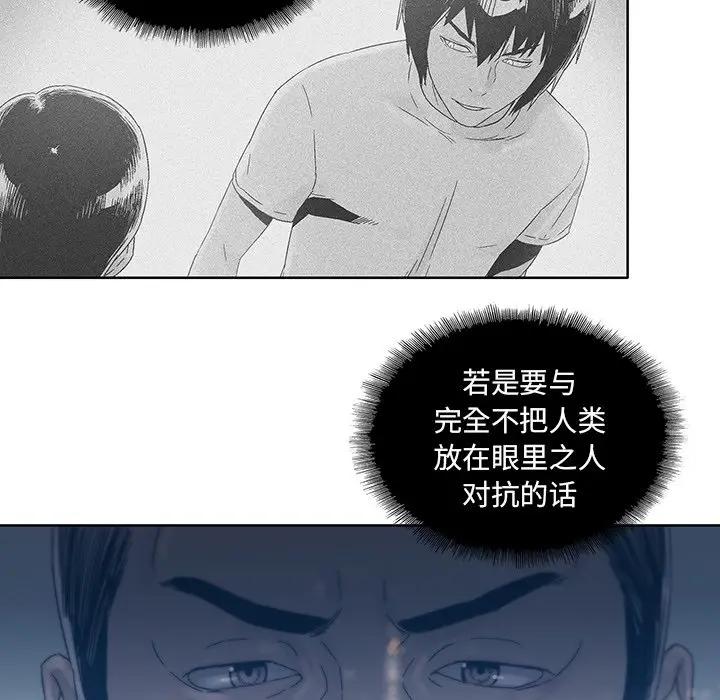 若是要与
完全不把人类
放在眼里之人
对抗的话